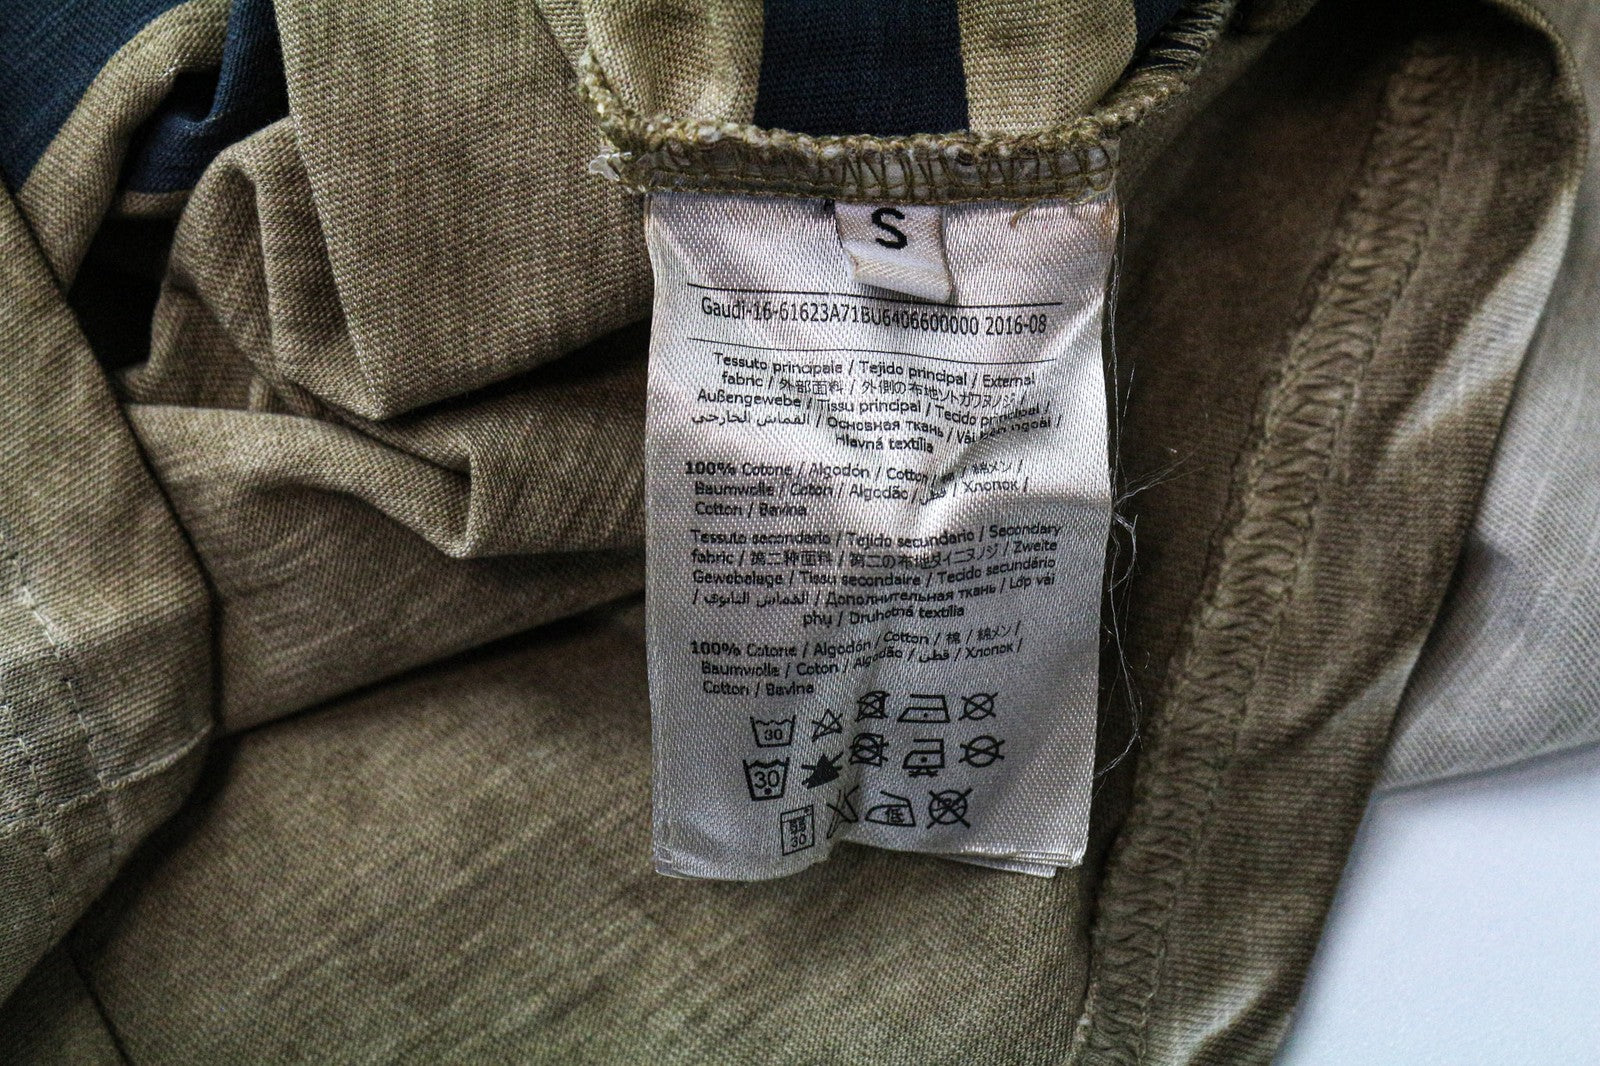 S
Gaudi-16-61623A71BU6406600000 2016-08
Tessuto principale / Tejido principal / External
fabric / 外部面料 / 外側の布地ソトガワヌノジ /
Außengewebe / Tissu principal / Tecido principal /
القماش الخارجي / Основная ткань / Vải bên ngoài /
Hlavná textília
100% Cotone / Algodón / Cotton / 棉 / 綿メン /
Baumwolle / Coton / Algodão / قطن / Хлопок /
Cotton / Bavlna
Tessuto secondario / Tejido secundario / Secondary
fabric / 第二种面料 / 第二の布地ダイニヌノジ / Zweite
Gewebelage / Tissu secondaire / Tecido secundário
/ القماش الثانوي / Дополнительная ткань / Lớp vải
phụ / Druhotná textília
100% Cotone / Algodón / Cotton / 棉 / 綿メン /
Baumwolle / Coton / Algodão / قطن / Хлопок /
Cotton / Bavlna
30
30
30 低